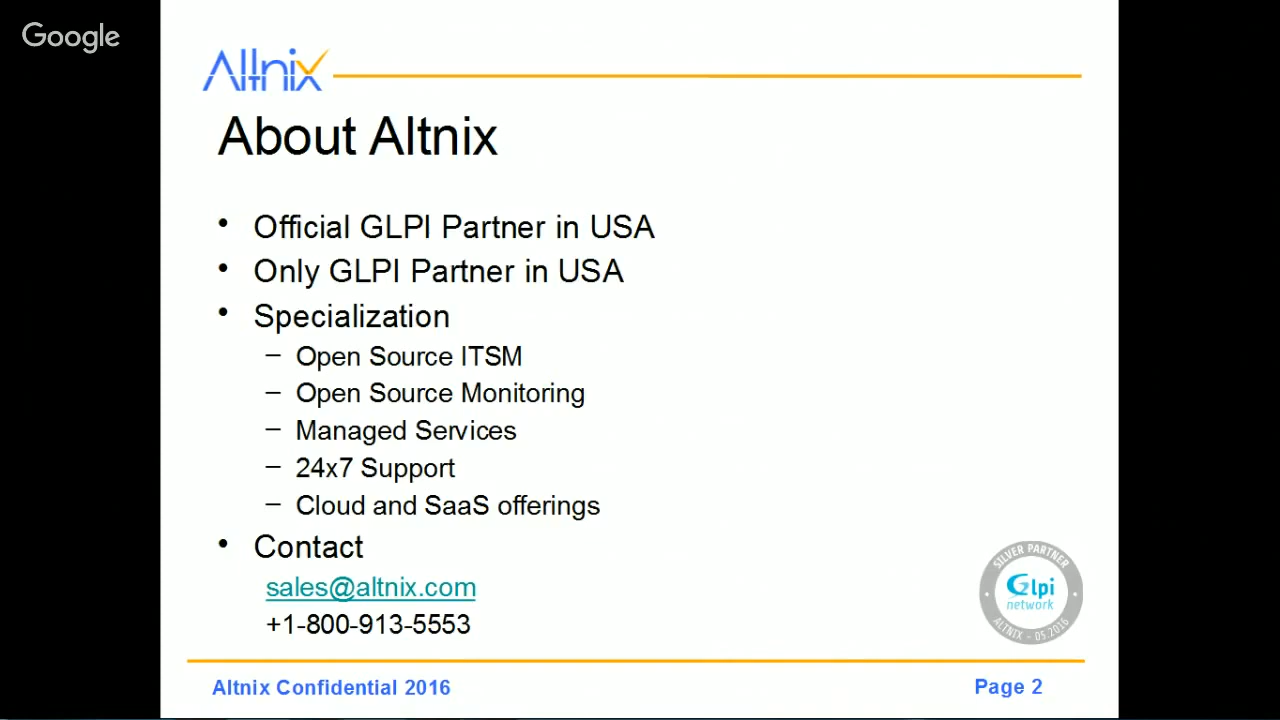 Google
Altnix
About Altnix
• Official GLPI Partner in USA
• Only GLPI Partner in USA
• Specialization
– Open Source ITSM
– Open Source Monitoring
– Managed Services
– 24x7 Support
– Cloud and SaaS offerings
• Contact
sales@altnix.com
+1-800-913-5553
SILVER PARTNER
Glpi
network
ALTNIX - 05.2016
Altnix Confidential 2016
Page 2